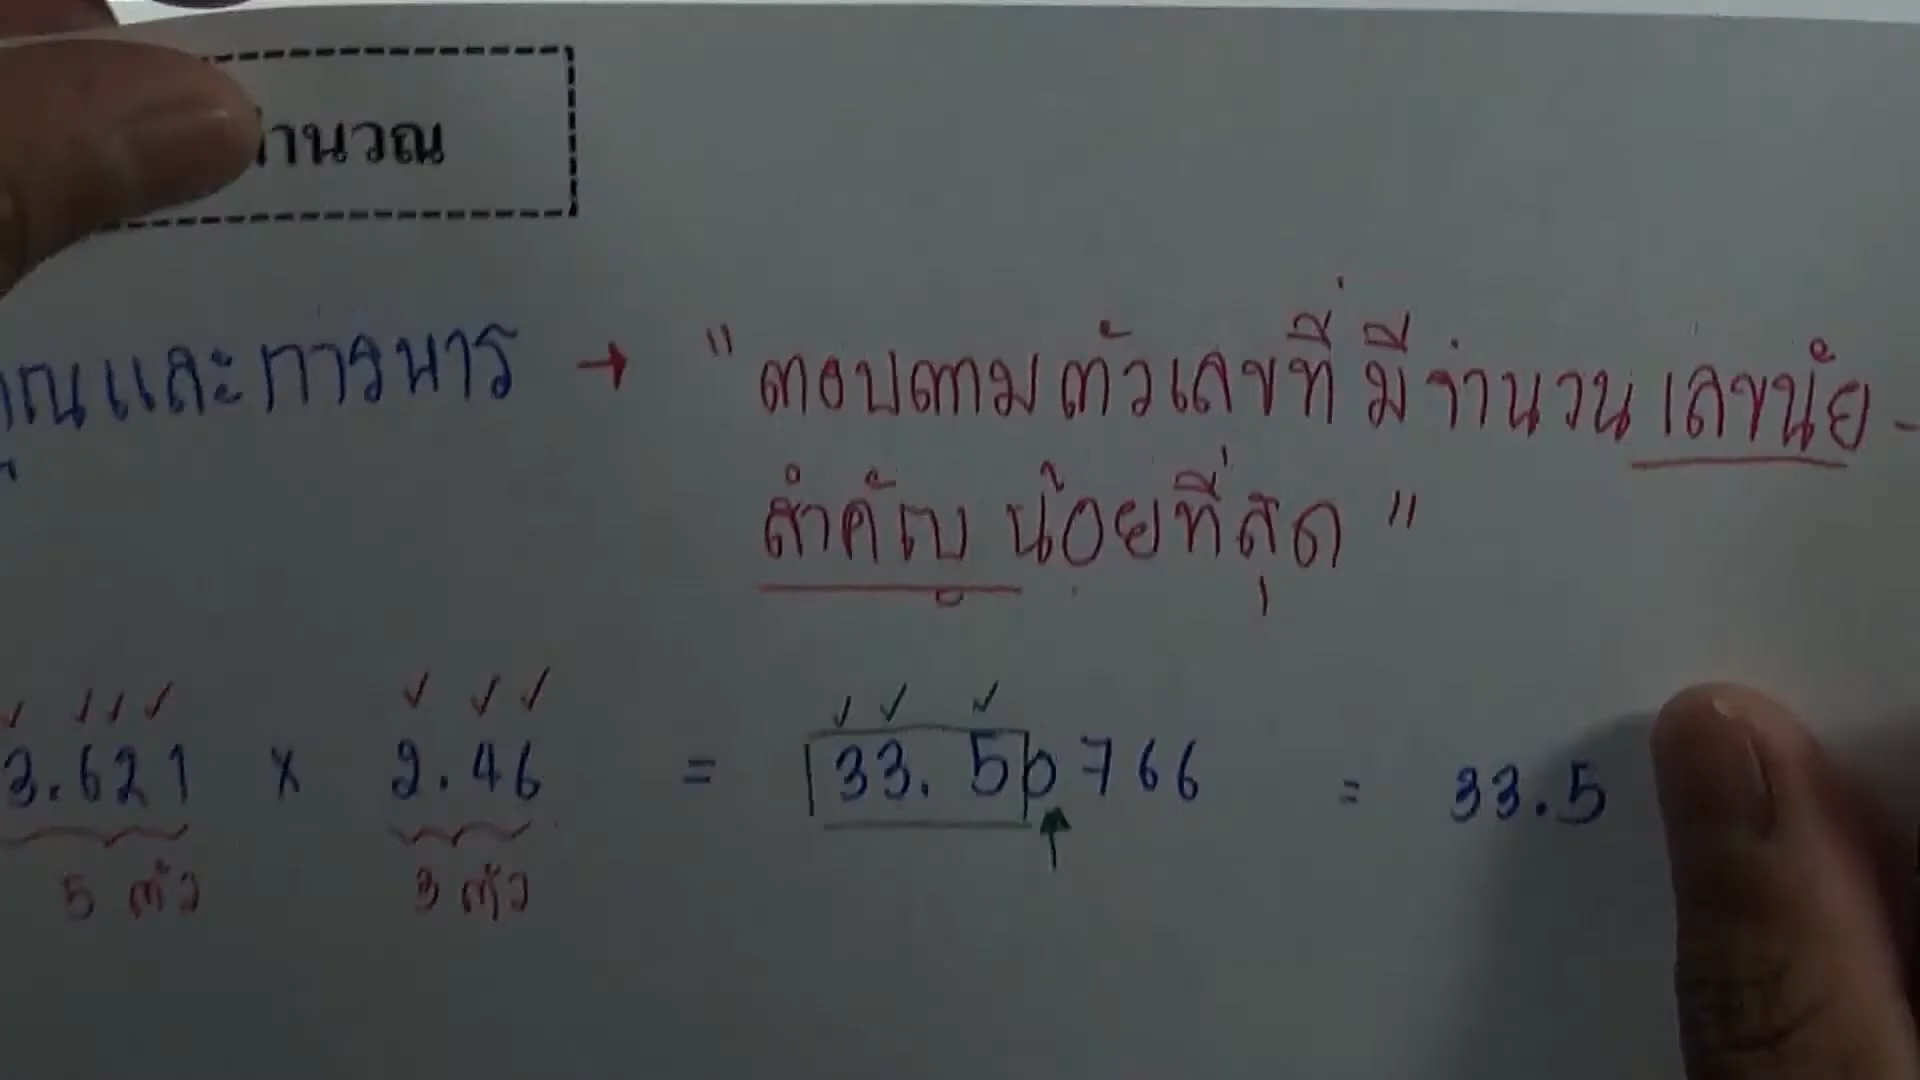 ำนวณ
ูณและการหาร → " ตอบตามตัวเลขที่มีจำนวนเลขนัย -
สำคัญ น้อยที่สุด "
3.621 x 2.46 = 33.50766 = 33.5
5 ตัว 3 ตัว